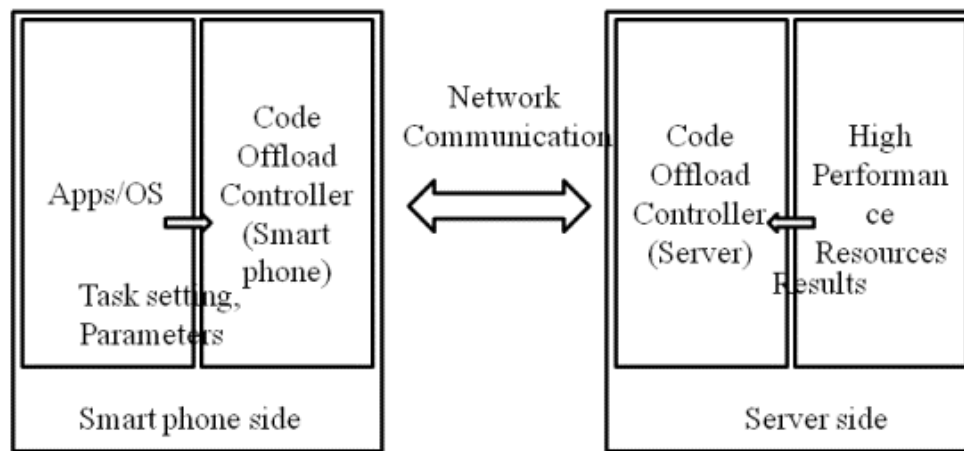 Apps/OS
Task setting,
Parameters
Code
Offload
Controller
(Smart
phone)
Smart phone side
Network
Communication
Code
Offload
Controller
(Server)
High
Performan
ce
Resources
Results
Server side